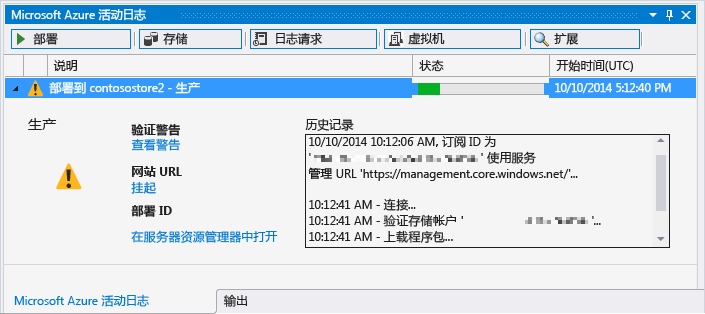 Microsoft Azure 活动日志
部署 存储 日志请求 虚拟机 扩展
说明 状态 开始时间(UTC)
部署到 contosostore2 - 生产 10/10/2014 5:12:40 PM
生产
验证警告
查看警告
网站 URL
挂起
部署 ID
在服务器资源管理器中打开
历史记录
10/10/2014 10:12:06 AM, 订阅 ID 为
' ' 使用服务
管理 URL 'https://management.core.windows.net/'...
10:12:41 AM - 连接...
10:12:41 AM - 验证存储帐户 ' '...
10:12:41 AM - 上载程序包...
Microsoft Azure 活动日志 输出